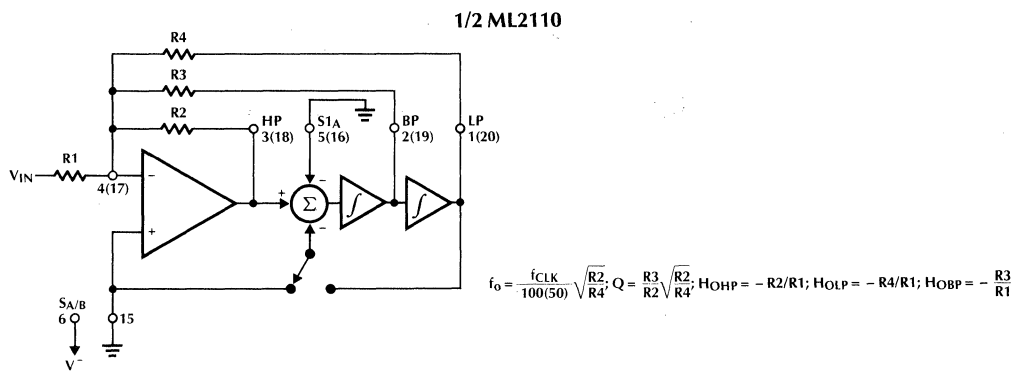 1/2 ML2110
R4
R3
R2
HP
3(18)
S1A
5(16)
BP
2(19)
LP
1(20)
R1
VIN
4(17)
−
+
+
−
Σ
−
∫
∫
SA/B
6
15
V−
fo = fCLK/100(50) √R2/R4; Q = R3/R2 √R2/R4; HOHP = − R2/R1; HOLP = − R4/R1; HOBP = − R3/R1